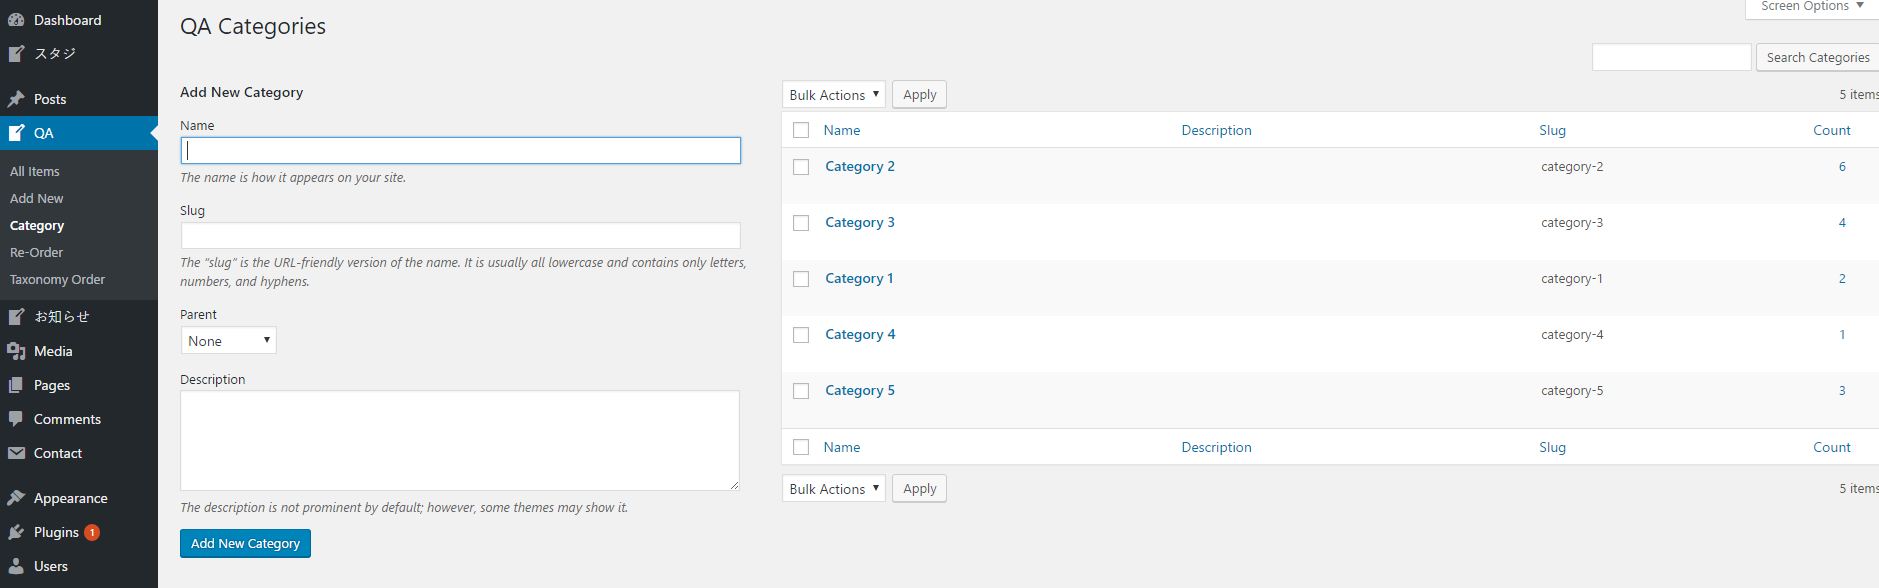 Dashboard
スタジ
Posts
QA
All Items
Add New
Category
Re-Order
Taxonomy Order
お知らせ
Media
Pages
Comments
Contact
Appearance
Plugins 1
Users
QA Categories
Screen Options
Search Categories
Add New Category
Name
The name is how it appears on your site.
Slug
The "slug" is the URL-friendly version of the name. It is usually all lowercase and contains only letters,
numbers, and hyphens.
Parent
None
Description
The description is not prominent by default; however, some themes may show it.
Add New Category
Bulk Actions Apply 5 items
Name Description Slug Count
Category 2 category-2 6
Category 3 category-3 4
Category 1 category-1 2
Category 4 category-4 1
Category 5 category-5 3
Name Description Slug Count
Bulk Actions Apply 5 items